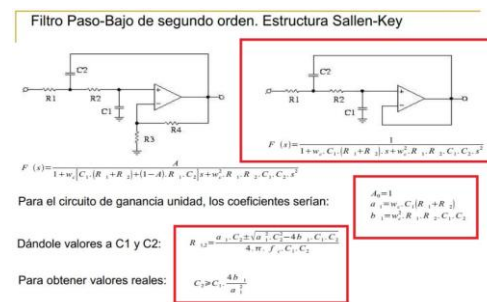 Filtro Paso-Bajo de segundo orden. Estructura Sallen-Key
C2
R1
R2
C1
R3
R4
C2
R1
R2
C1
F (s)= A / 1+w_c[C_1.(R_1+R_2)+(1-A).R_1.C_2]s+w_c^2.R_1.R_2.C_1.C_2.s^2
F (s)= 1 / 1+w_c.C_1.(R_1+R_2).s+w_c^2.R_1.R_2.C_1.C_2.s^2
Para el circuito de ganancia unidad, los coeficientes serían:
A_0=1
a_1=w_c.C_1(R_1+R_2)
b_1=w_c^2.R_1.R_2.C_1.C_2
Dándole valores a C1 y C2:
R_1,2= a_1.C_2±√a_1^2.C_2^2-4b_1.C_1.C_2 / 4.π.f_c.C_1.C_2
Para obtener valores reales:
C_2≥C_1. 4b_1 / a_1^2